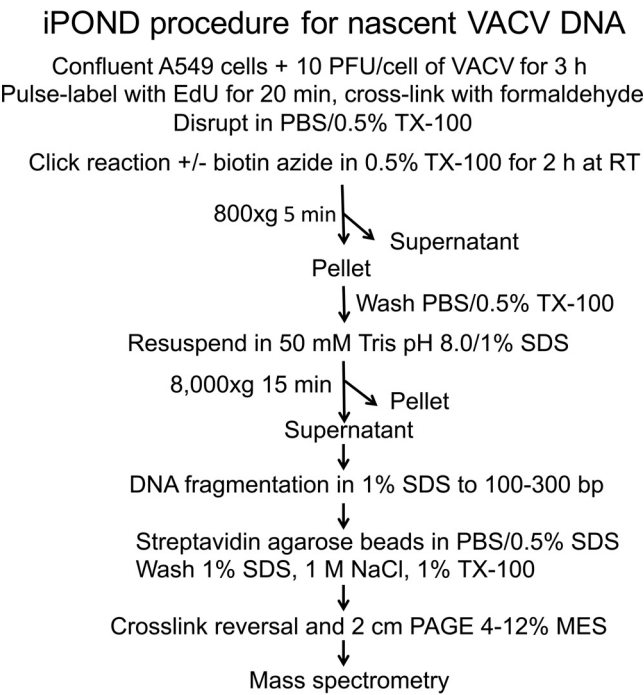 iPOND procedure for nascent VACV DNA
Confluent A549 cells + 10 PFU/cell of VACV for 3 h
Pulse-label with EdU for 20 min, cross-link with formaldehyde
Disrupt in PBS/0.5% TX-100
Click reaction +/- biotin azide in 0.5% TX-100 for 2 h at RT
800xg 5 min
Supernatant
Pellet
Wash PBS/0.5% TX-100
Resuspend in 50 mM Tris pH 8.0/1% SDS
8,000xg 15 min
Pellet
Supernatant
DNA fragmentation in 1% SDS to 100-300 bp
Streptavidin agarose beads in PBS/0.5% SDS
Wash 1% SDS, 1 M NaCl, 1% TX-100
Crosslink reversal and 2 cm PAGE 4-12% MES
Mass spectrometry